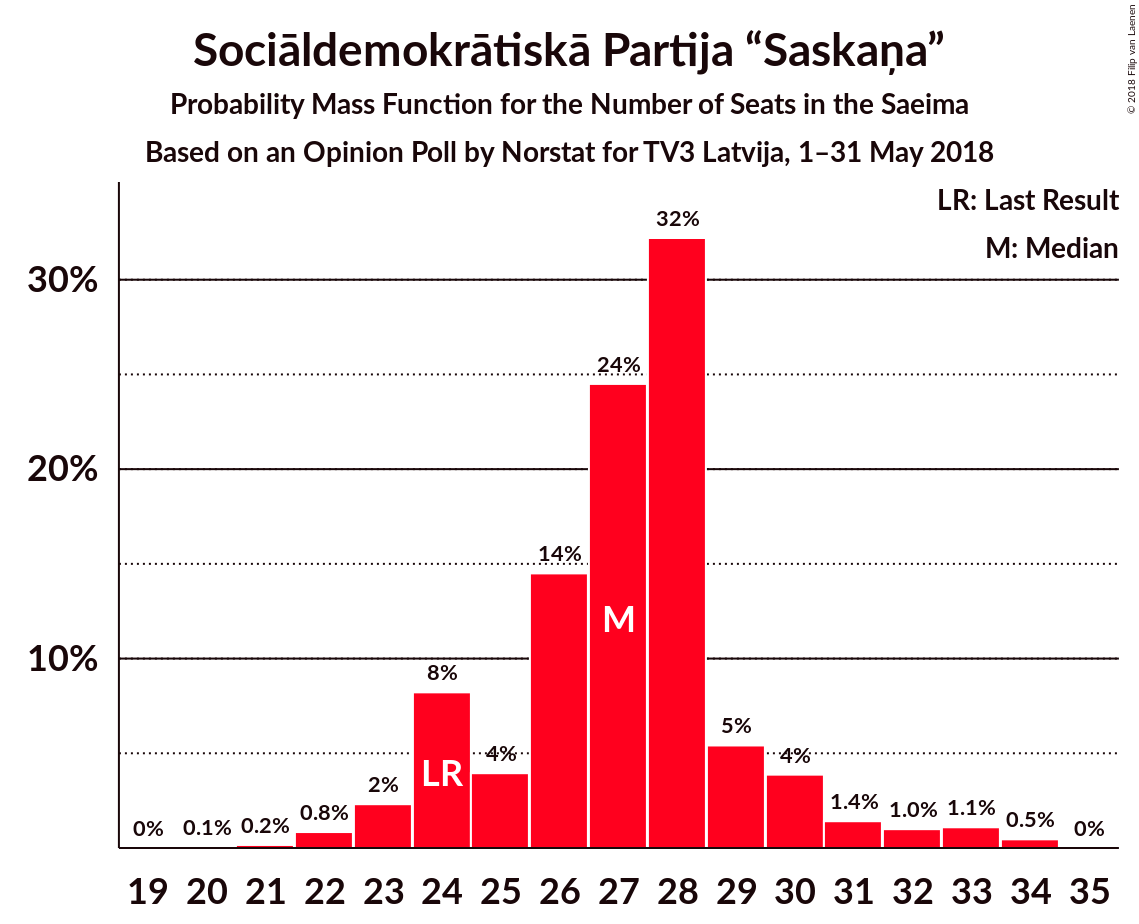 Sociāldemokrātiskā Partija “Saskaņa”
Probability Mass Function for the Number of Seats in the Saeima
Based on an Opinion Poll by Norstat for TV3 Latvija, 1–31 May 2018
© 2018 Filip van Laenen
LR: Last Result
M: Median
30%
20%
10%
0% 0.1% 0.2% 0.8% 2% 8% 4% 14% 24% 32% 5% 4% 1.4% 1.0% 1.1% 0.5% 0%
LR M
19 20 21 22 23 24 25 26 27 28 29 30 31 32 33 34 35